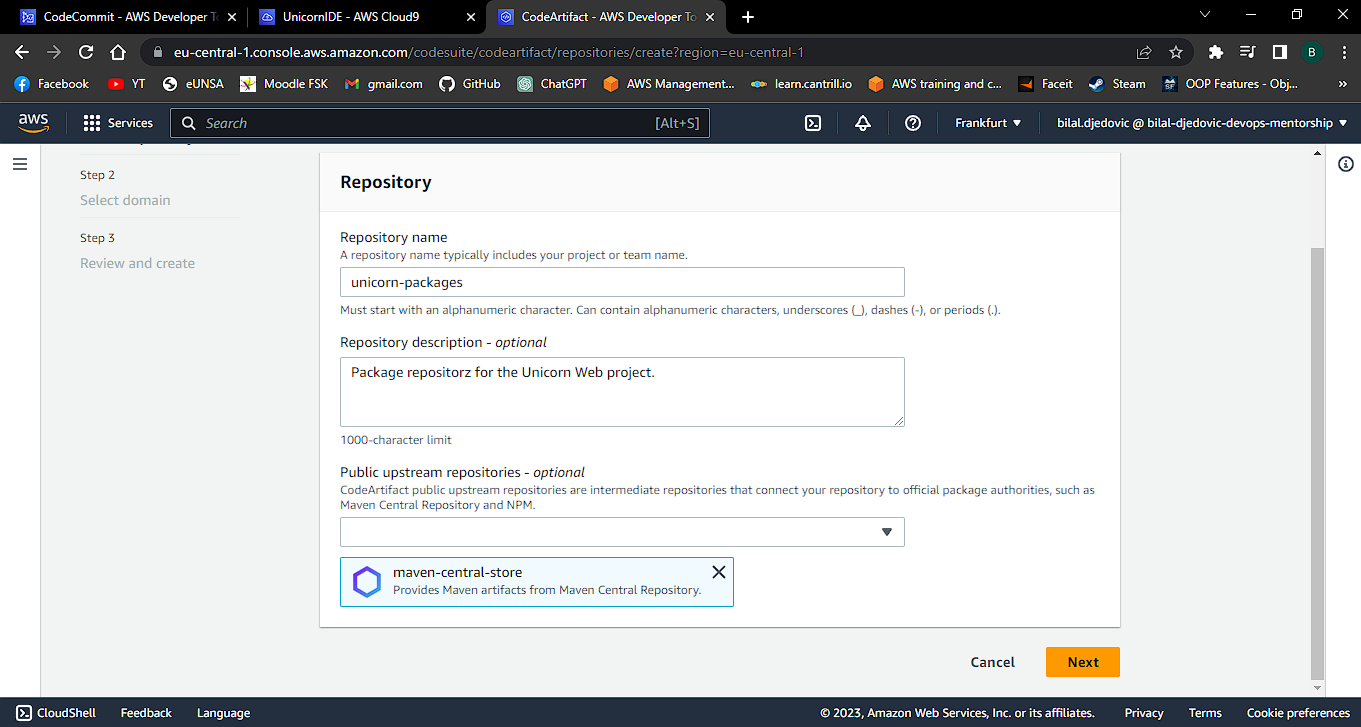 CodeCommit - AWS Developer To
UnicornIDE - AWS Cloud9
CodeArtifact - AWS Developer To
eu-central-1.console.aws.amazon.com/codesuite/codeartifact/repositories/create?region=eu-central-1
B
Facebook
YT
eUNSA
Moodle FSK
gmail.com
GitHub
ChatGPT
AWS Management...
learn.cantrill.io
AWS training and c...
Faceit
Steam
OOP Features - Obj...
»
aws
Services
Search
[Alt+S]
Frankfurt
bilal.djedovic @ bilal-djedovic-devops-mentorship
Step 2
Select domain
Step 3
Review and create
Repository
Repository name
A repository name typically includes your project or team name.
unicorn-packages
Must start with an alphanumeric character. Can contain alphanumeric characters, underscores (_), dashes (-), or periods (.).
Repository description - optional
Package repositorz for the Unicorn Web project.
1000-character limit
Public upstream repositories - optional
CodeArtifact public upstream repositories are intermediate repositories that connect your repository to official package authorities, such as
Maven Central Repository and NPM.
maven-central-store
Provides Maven artifacts from Maven Central Repository.
Cancel
Next
CloudShell
Feedback
Language
© 2023, Amazon Web Services, Inc. or its affiliates.
Privacy
Terms
Cookie preferences